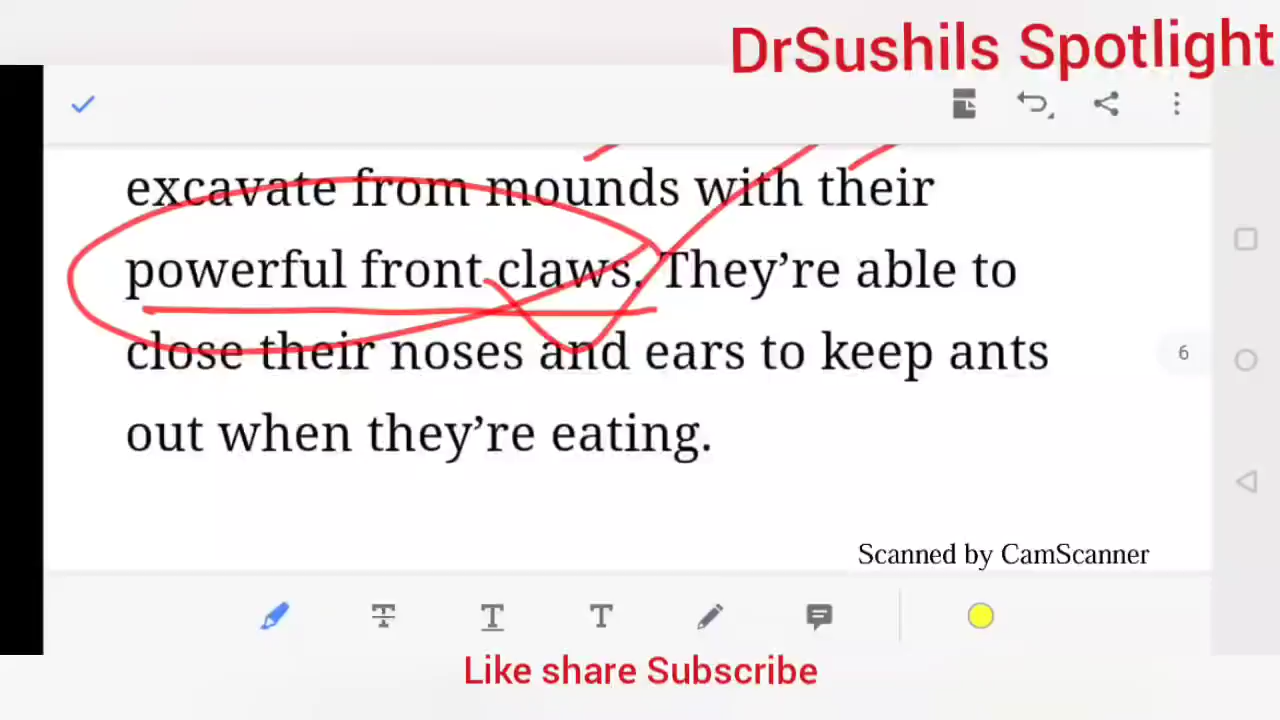 DrSushils Spotlight
excavate from mounds with their
powerful front claws. They’re able to
close their noses and ears to keep ants
6
out when they’re eating.
Scanned by CamScanner
T
T
T
Like share Subscribe